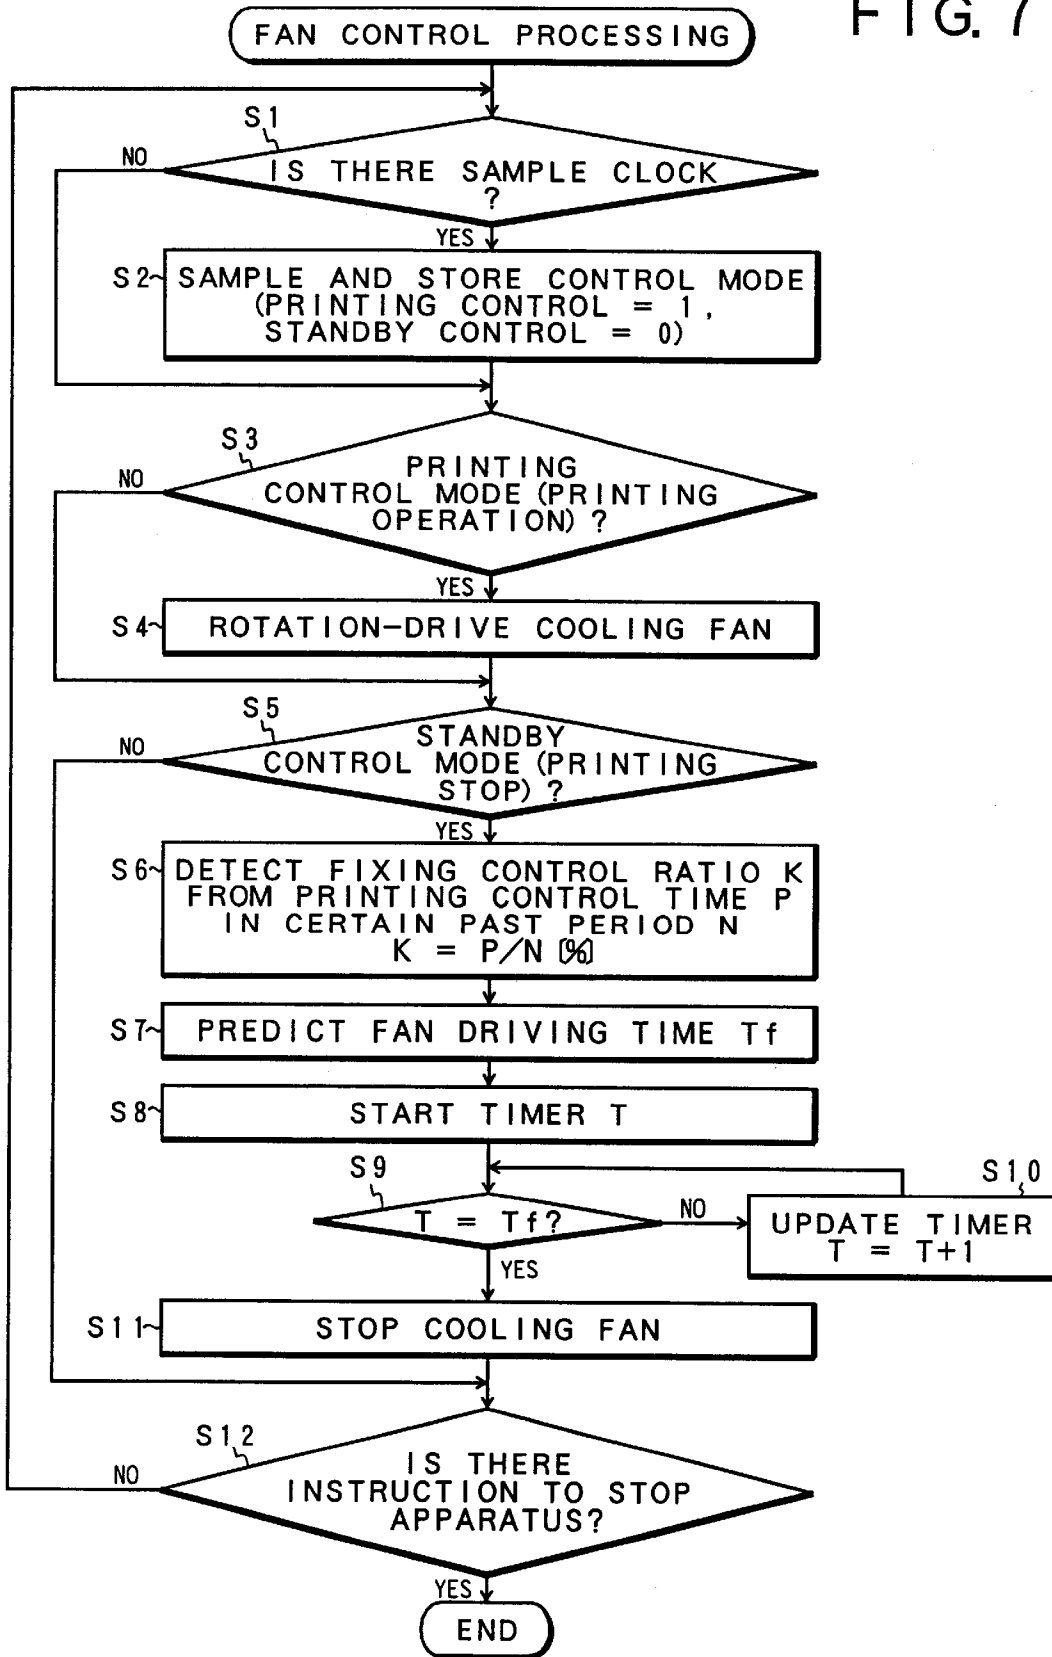 FIG. 7
FAN CONTROL PROCESSING
S1
IS THERE SAMPLE CLOCK
?
NO
YES
S2
SAMPLE AND STORE CONTROL MODE
(PRINTING CONTROL = 1,
STANDBY CONTROL = 0)
S3
PRINTING
CONTROL MODE (PRINTING
OPERATION) ?
NO
YES
S4
ROTATION-DRIVE COOLING FAN
S5
STANDBY
CONTROL MODE (PRINTING
STOP) ?
NO
YES
S6
DETECT FIXING CONTROL RATIO K
FROM PRINTING CONTROL TIME P
IN CERTAIN PAST PERIOD N
K = P/N [%]
S7
PREDICT FAN DRIVING TIME Tf
S8
START TIMER T
S9
T = Tf?
NO
S10
UPDATE TIMER
T = T+1
YES
S11
STOP COOLING FAN
S12
IS THERE
INSTRUCTION TO STOP
APPARATUS?
NO
YES
END